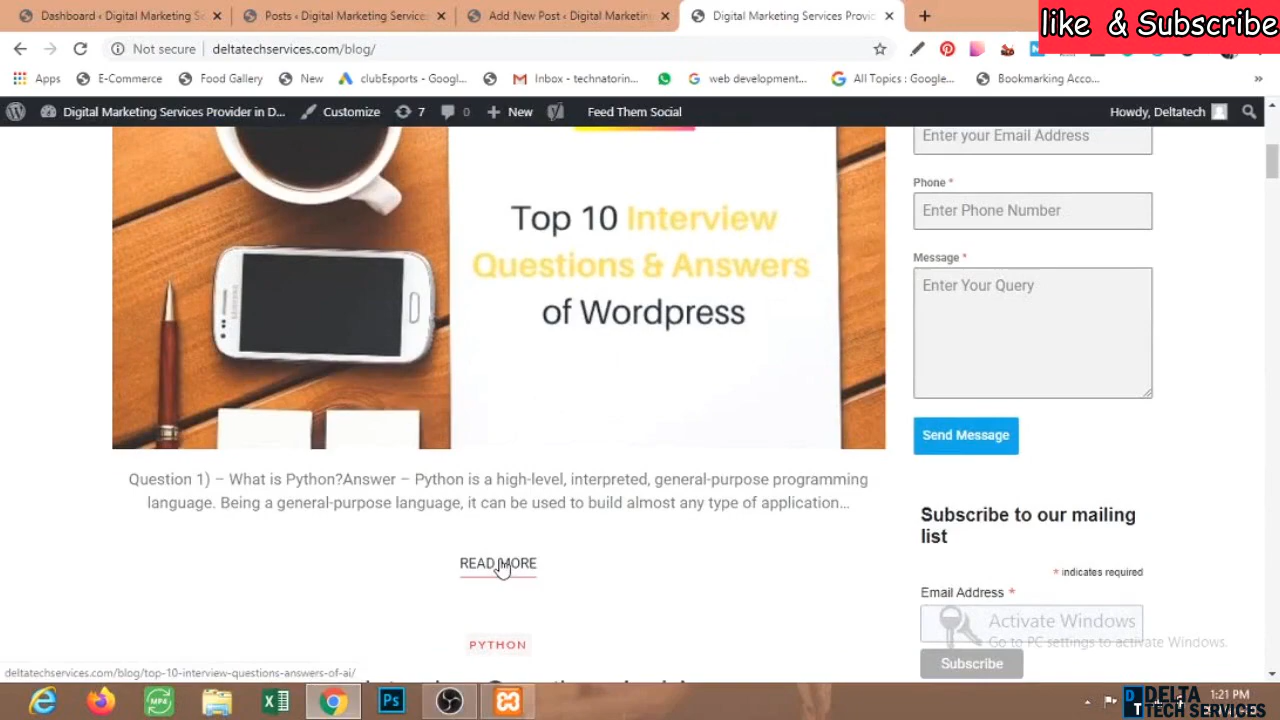 Dashboard ‹ Digital Marketing Se
Posts ‹ Digital Marketing Service
Add New Post ‹ Digital Marketing
Digital Marketing Services Provid
like & Subscribe
Not secure
deltatechservices.com/blog/
Apps
E-Commerce
Food Gallery
New
clubEsports - Googl...
Inbox - technatorin...
web development...
All Topics : Google...
Bookmarking Acco...
»
Digital Marketing Services Provider in D...
Customize
7
0
New
Feed Them Social
Howdy, Deltatech
Enter your Email Address
Phone *
Enter Phone Number
Message *
Enter Your Query
Send Message
Top 10 Interview
Questions & Answers
of Wordpress
SAMSUNG
Question 1) – What is Python?Answer – Python is a high-level, interpreted, general-purpose programming
language. Being a general-purpose language, it can be used to build almost any type of application…
READ MORE
PYTHON
Subscribe to our mailing
list
* indicates required
Email Address *
Activate Windows
Go to PC settings to activate Windows.
Subscribe
deltatechservices.com/blog/top-10-interview-questions-answers-of-ai/
MP4
Ps
1:21 PM
DELTA
TECH SERVICES